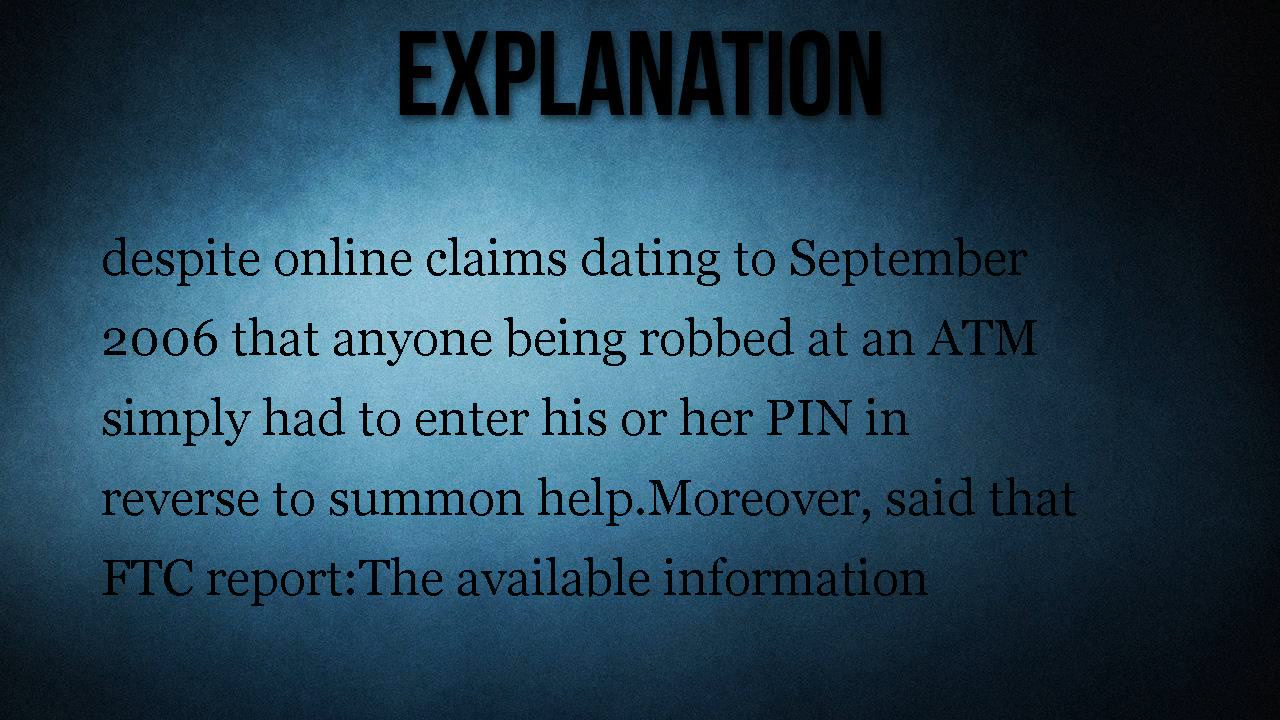 EXPLANATION
despite online claims dating to September
2006 that anyone being robbed at an ATM
simply had to enter his or her PIN in
reverse to summon help.Moreover, said that
FTC report:The available information